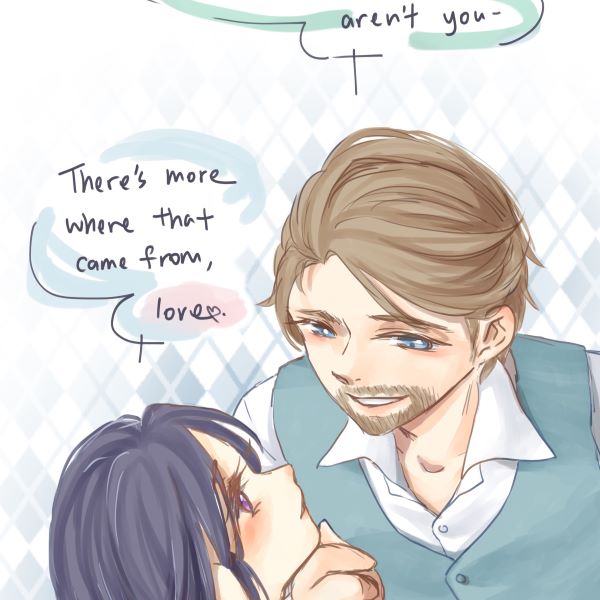 aren't you-
There's more
where that
came from,
love♡.